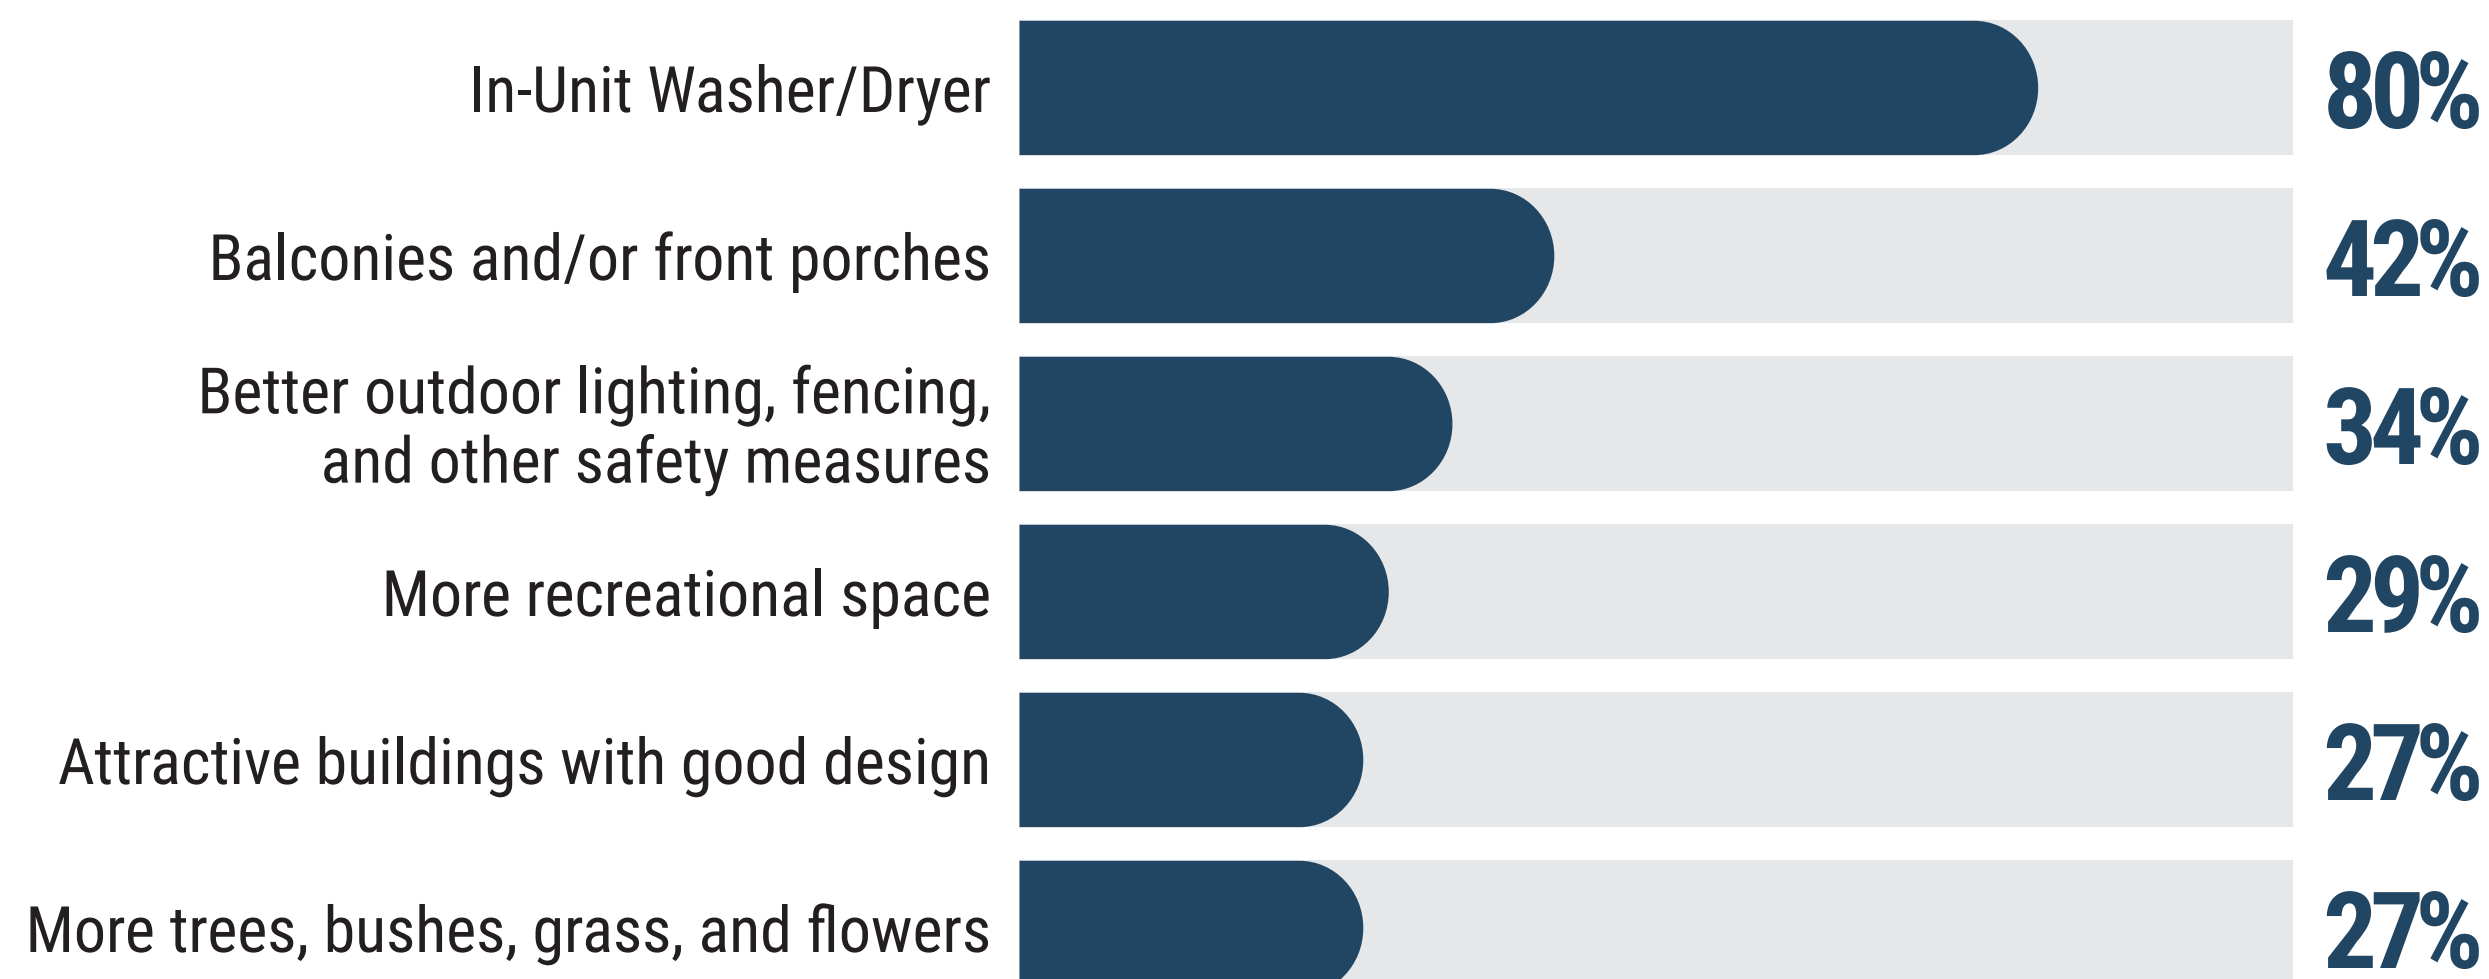 In-Unit Washer/Dryer 80%
Balconies and/or front porches 42%
Better outdoor lighting, fencing,
and other safety measures 34%
More recreational space 29%
Attractive buildings with good design 27%
More trees, bushes, grass, and flowers 27%